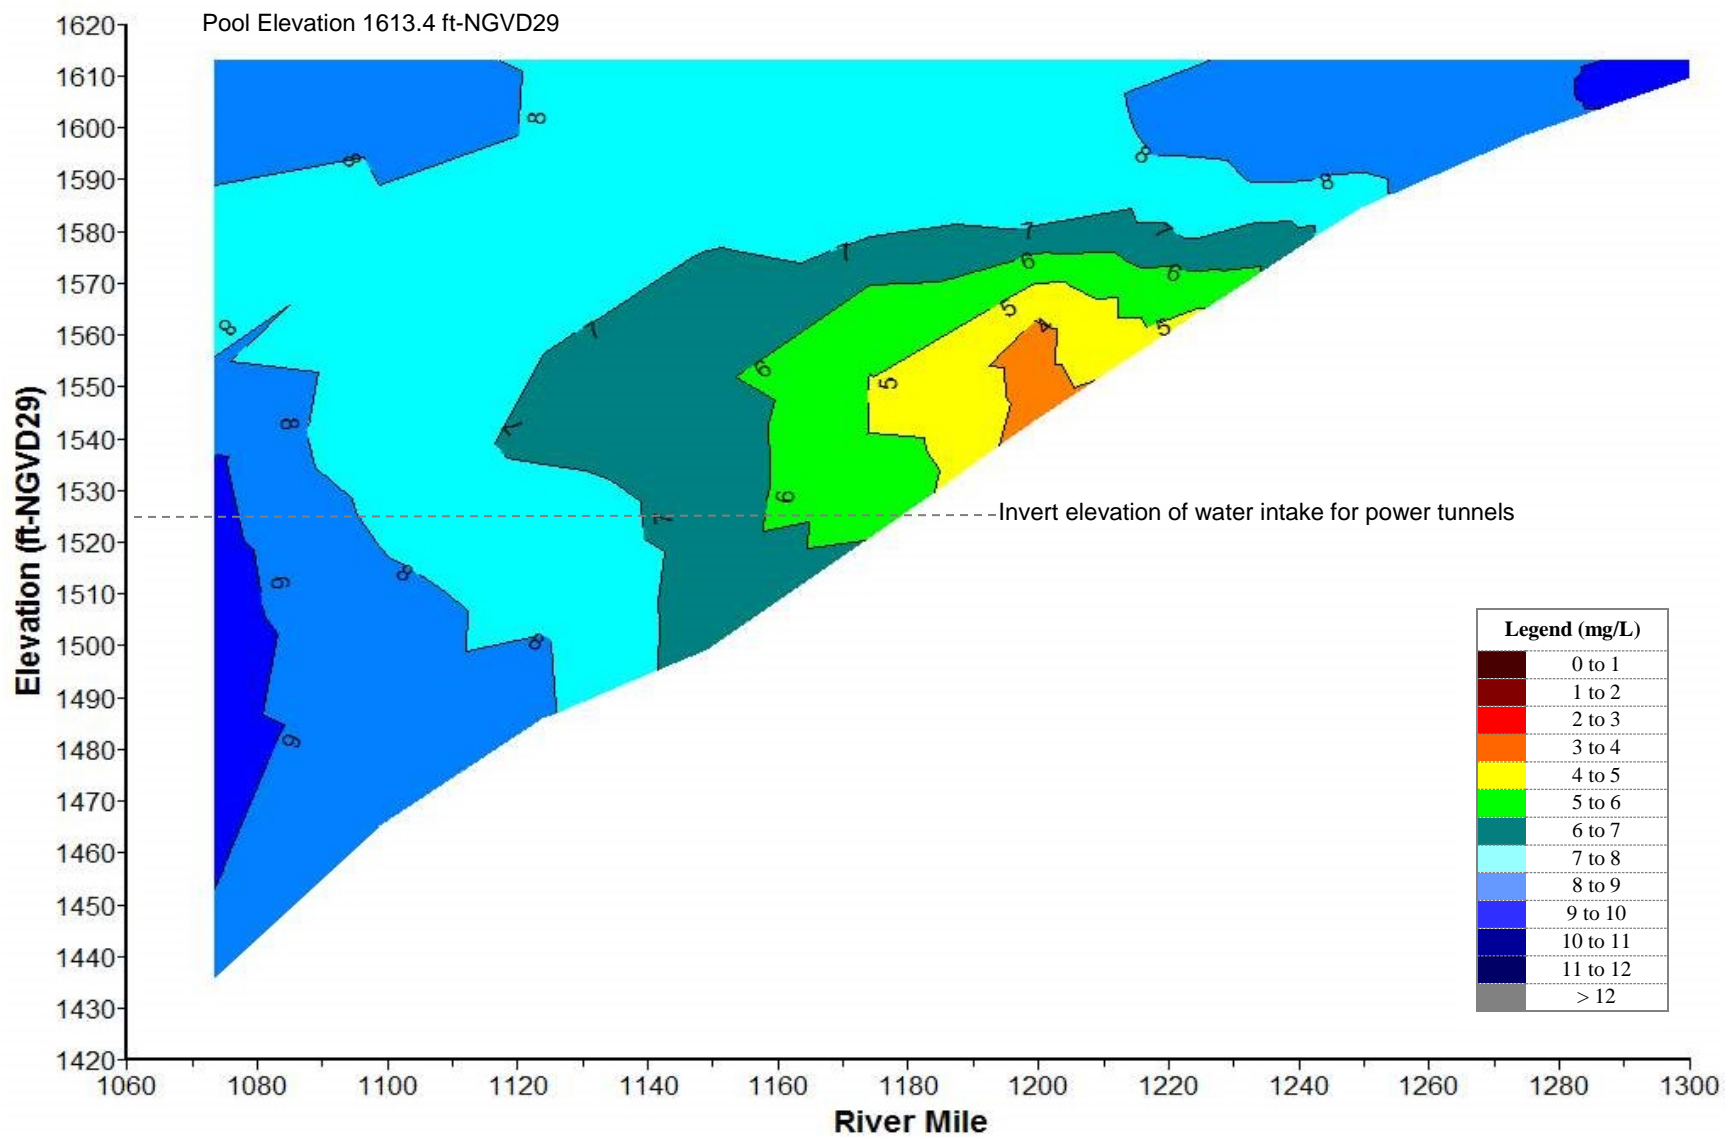 Pool Elevation 1613.4 ft-NGVD29
1620
1610
1600
1590
1580
1570
1560
1550
1540
1530
1520
1510
1500
1490
1480
1470
1460
1450
1440
1430
1420
Elevation (ft-NGVD29)
8
8
8
8
7
7
7
6
6
8
7
5
5
4
6
5
8
7
6
7
Invert elevation of water intake for power tunnels
8
9
8
9
Legend (mg/L)
0 to 1
1 to 2
2 to 3
3 to 4
4 to 5
5 to 6
6 to 7
7 to 8
8 to 9
9 to 10
10 to 11
11 to 12
> 12
1060 1080 1100 1120 1140 1160 1180 1200 1220 1240 1260 1280 1300
River Mile